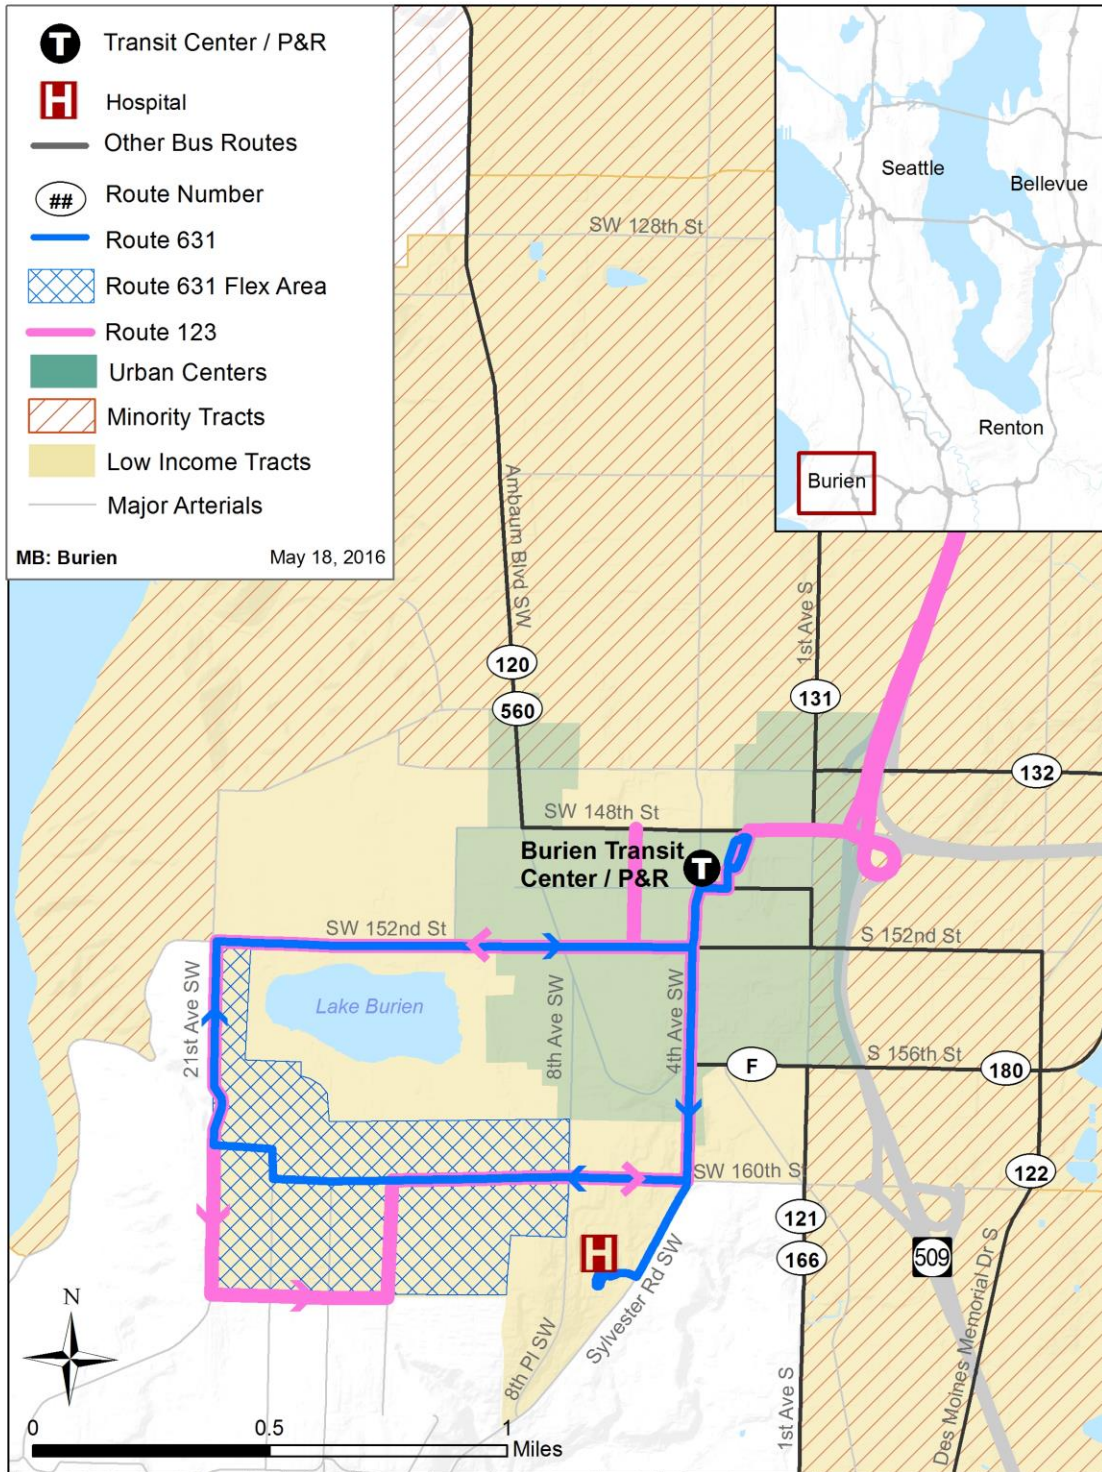 T Transit Center / P&R
H Hospital
Other Bus Routes
## Route Number
Route 631
Route 631 Flex Area
Route 123
Urban Centers
Minority Tracts
Low Income Tracts
Major Arterials
MB: Burien May 18, 2016
Seattle
Bellevue
Renton
Burien
SW 128th St
Ambaum Blvd SW
1st Ave S
120
560
131
132
SW 148th St
Burien Transit
Center / P&R
T
SW 152nd St
S 152nd St
21st Ave SW
Lake Burien
8th Ave SW
4th Ave SW
S 156th St
F
180
SW 160th St
122
121
166
509
H
Sylvester Rd SW
8th Pl SW
1st Ave S
Des Moines Memorial Dr S
N
0 0.5 1
Miles